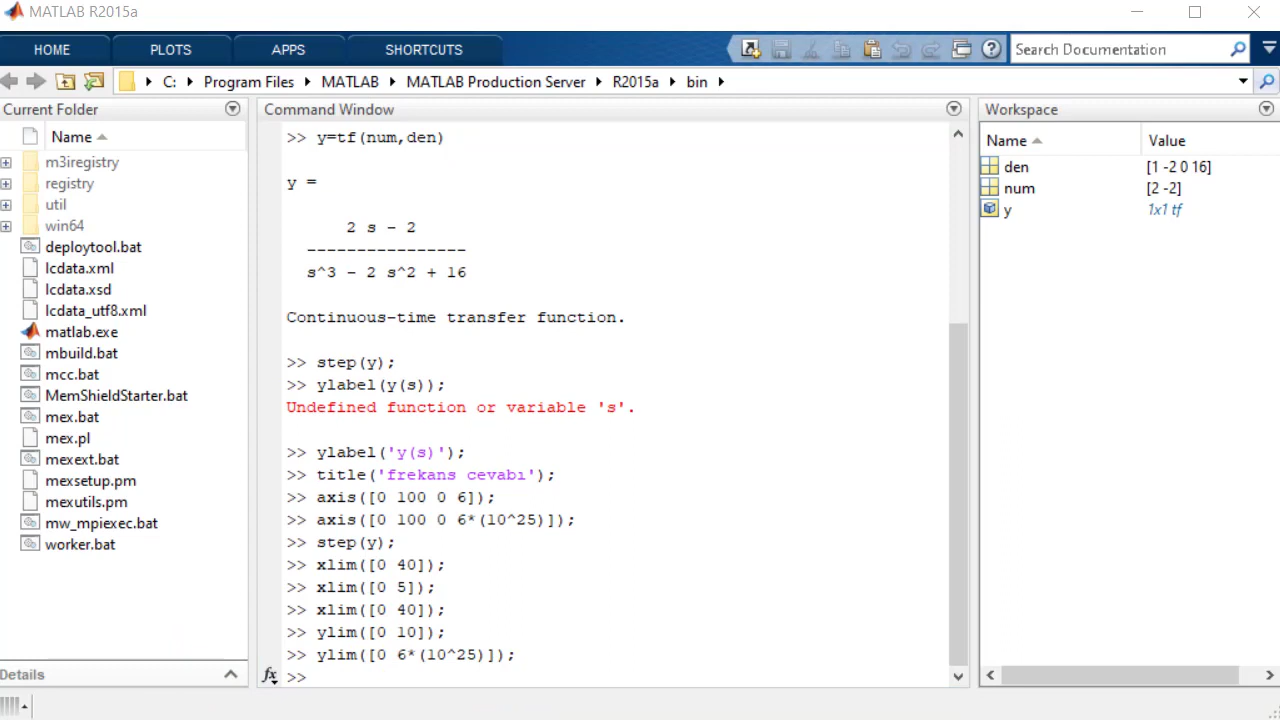 MATLAB R2015a
HOME PLOTS APPS SHORTCUTS Search Documentation
C: Program Files MATLAB MATLAB Production Server R2015a bin
Current Folder
Name
m3iregistry
registry
util
win64
deploytool.bat
lcdata.xml
lcdata.xsd
lcdata_utf8.xml
matlab.exe
mbuild.bat
mcc.bat
MemShieldStarter.bat
mex.bat
mex.pl
mexext.bat
mexsetup.pm
mexutils.pm
mw_mpiexec.bat
worker.bat
Details
Command Window
>> y=tf(num,den)
y =
2 s - 2
----------------
s^3 - 2 s^2 + 16
Continuous-time transfer function.
>> step(y);
>> ylabel(y(s));
Undefined function or variable 's'.
>> ylabel('y(s)');
>> title('frekans cevabı');
>> axis([0 100 0 6]);
>> axis([0 100 0 6*(10^25)]);
>> step(y);
>> xlim([0 40]);
>> xlim([0 5]);
>> xlim([0 40]);
>> ylim([0 10]);
>> ylim([0 6*(10^25)]);
fx >>
Workspace
Name Value
den [1 -2 0 16]
num [2 -2]
y 1x1 tf